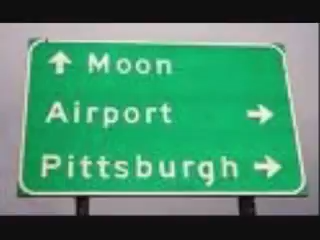 ↑ Moon
Airport →
Pittsburgh →